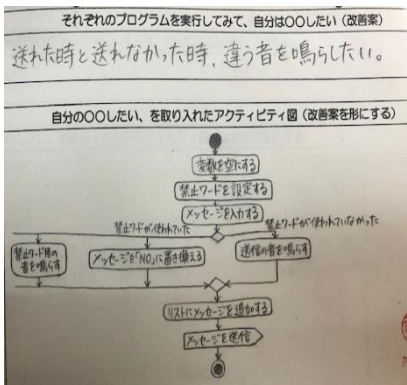 それぞれのプログラムを実行してみて、自分は〇〇したい（改善案）
送れた時と送れなかった時、違う音を鳴らしたい。
自分の〇〇したい、を取り入れたアクティビティ図（改善案を形にする）
変数を空にする
禁止ワードを設定する
メッセージを入力する
禁止ワードが使われていた
禁止ワードが使われていなかった
禁止ワード用の
音を鳴らす
メッセージを「NO」に置き換える
送信の音を鳴らす
リストにメッセージを追加する
メッセージを送信